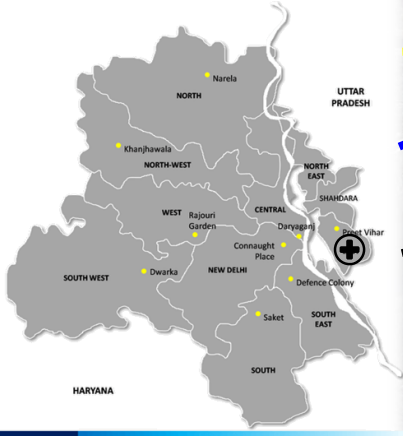 Narela
NORTH
UTTAR
PRADESH
Khanjhawala
NORTH-WEST
NORTH
EAST
SHAHDARA
WEST
Rajouri
Garden
CENTRAL
Daryaganj
Preet Vihar
Connaught
Place
SOUTH WEST
Dwarka
NEW DELHI
Defence Colony
Saket
SOUTH
EAST
SOUTH
HARYANA